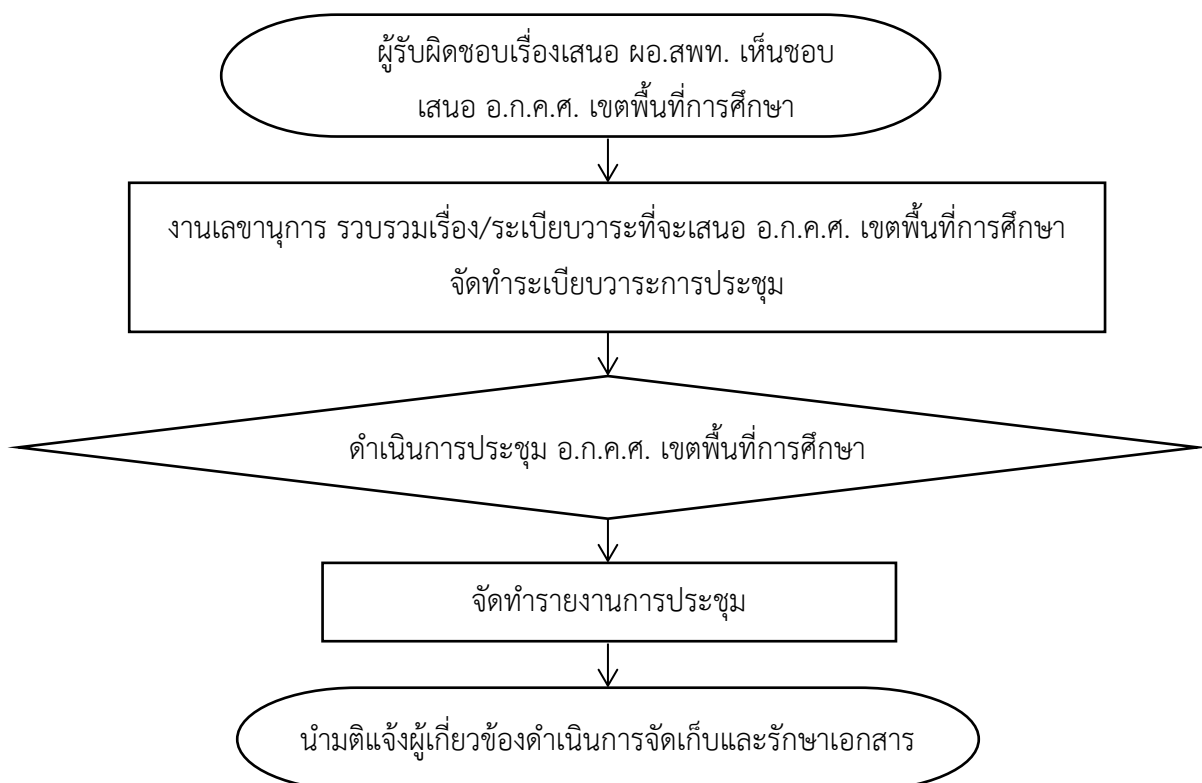 ผู้รับผิดชอบเรื่องเสนอ ผอ.สพท. เห็นชอบ
เสนอ อ.ก.ค.ศ. เขตพื้นที่การศึกษา
งานเลขานุการ รวบรวมเรื่อง/ระเบียบวาระที่จะเสนอ อ.ก.ค.ศ. เขตพื้นที่การศึกษา
จัดทำระเบียบวาระการประชุม
ดำเนินการประชุม อ.ก.ค.ศ. เขตพื้นที่การศึกษา
จัดทำรายงานการประชุม
นำมติแจ้งผู้เกี่ยวข้องดำเนินการจัดเก็บและรักษาเอกสาร